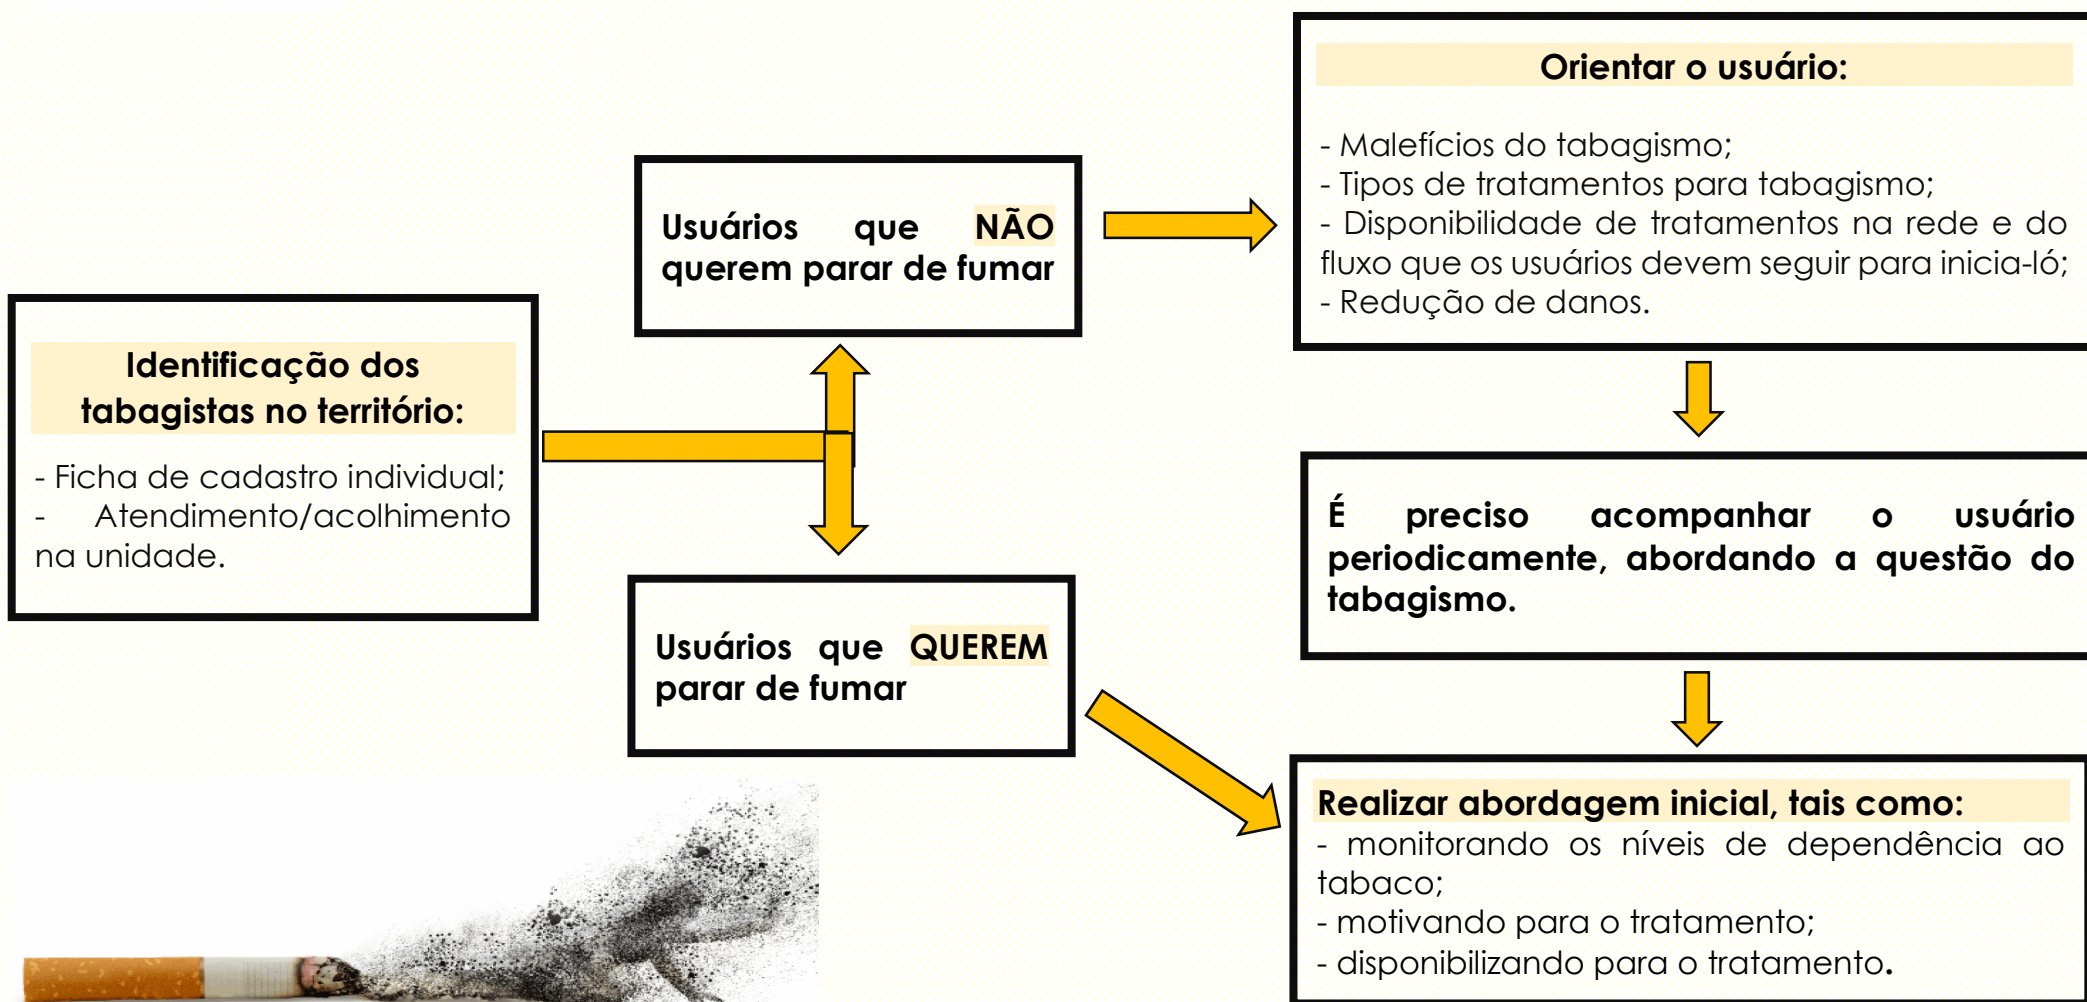 Identificação dos
tabagistas no território:
- Ficha de cadastro individual;
- Atendimento/acolhimento
na unidade.
Usuários que NÃO
querem parar de fumar
Usuários que QUEREM
parar de fumar
Orientar o usuário:
- Malefícios do tabagismo;
- Tipos de tratamentos para tabagismo;
- Disponibilidade de tratamentos na rede e do
fluxo que os usuários devem seguir para inicia-ló;
- Redução de danos.
É preciso acompanhar o usuário
periodicamente, abordando a questão do
tabagismo.
Realizar abordagem inicial, tais como:
- monitorando os níveis de dependência ao
tabaco;
- motivando para o tratamento;
- disponibilizando para o tratamento.